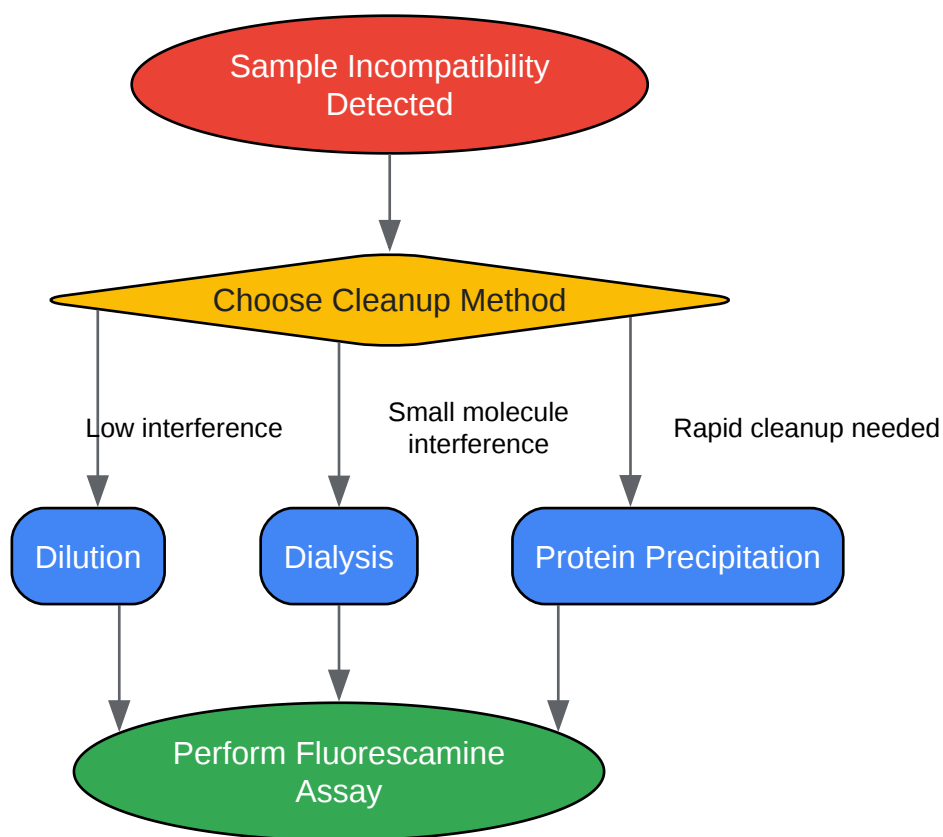 Sample Incompatibility
Detected
Choose Cleanup Method
Low interference
Small molecule
interference
Rapid cleanup needed
Dilution
Dialysis
Protein Precipitation
Perform Fluorescamine
Assay